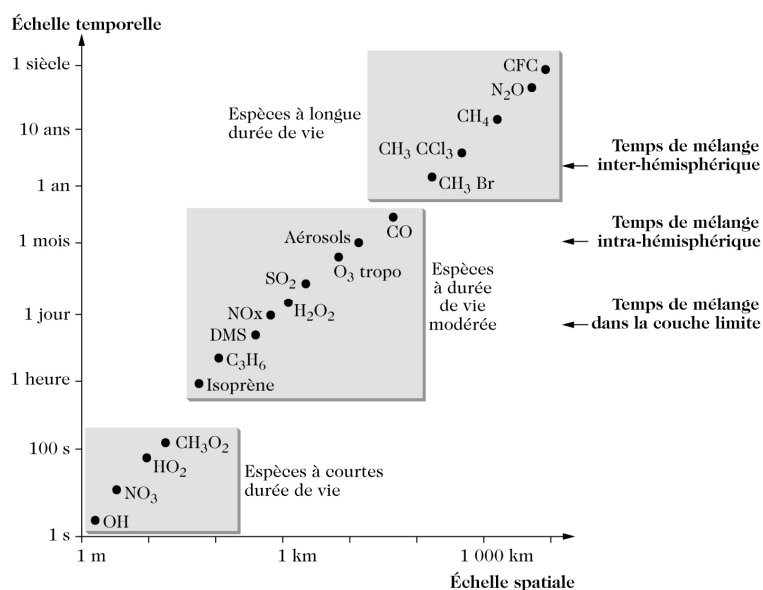 Échelle temporelle
1 siècle
10 ans
1 an
1 mois
1 jour
1 heure
100 s
1 s
Espèces à longue
durée de vie
CFC
N₂O
CH₄
CH₃ CCl₃
CH₃ Br
Temps de mélange
inter-hémisphérique
CO
Aérosols
O₃ tropo
SO₂
H₂O₂
NOx
DMS
C₃H₆
Isoprène
Espèces
à durée
de vie
modérée
Temps de mélange
intra-hémisphérique
Temps de mélange
dans la couche limite
CH₃O₂
HO₂
NO₃
OH
Espèces à courtes
durée de vie
1 m
1 km
1 000 km
Échelle spatiale